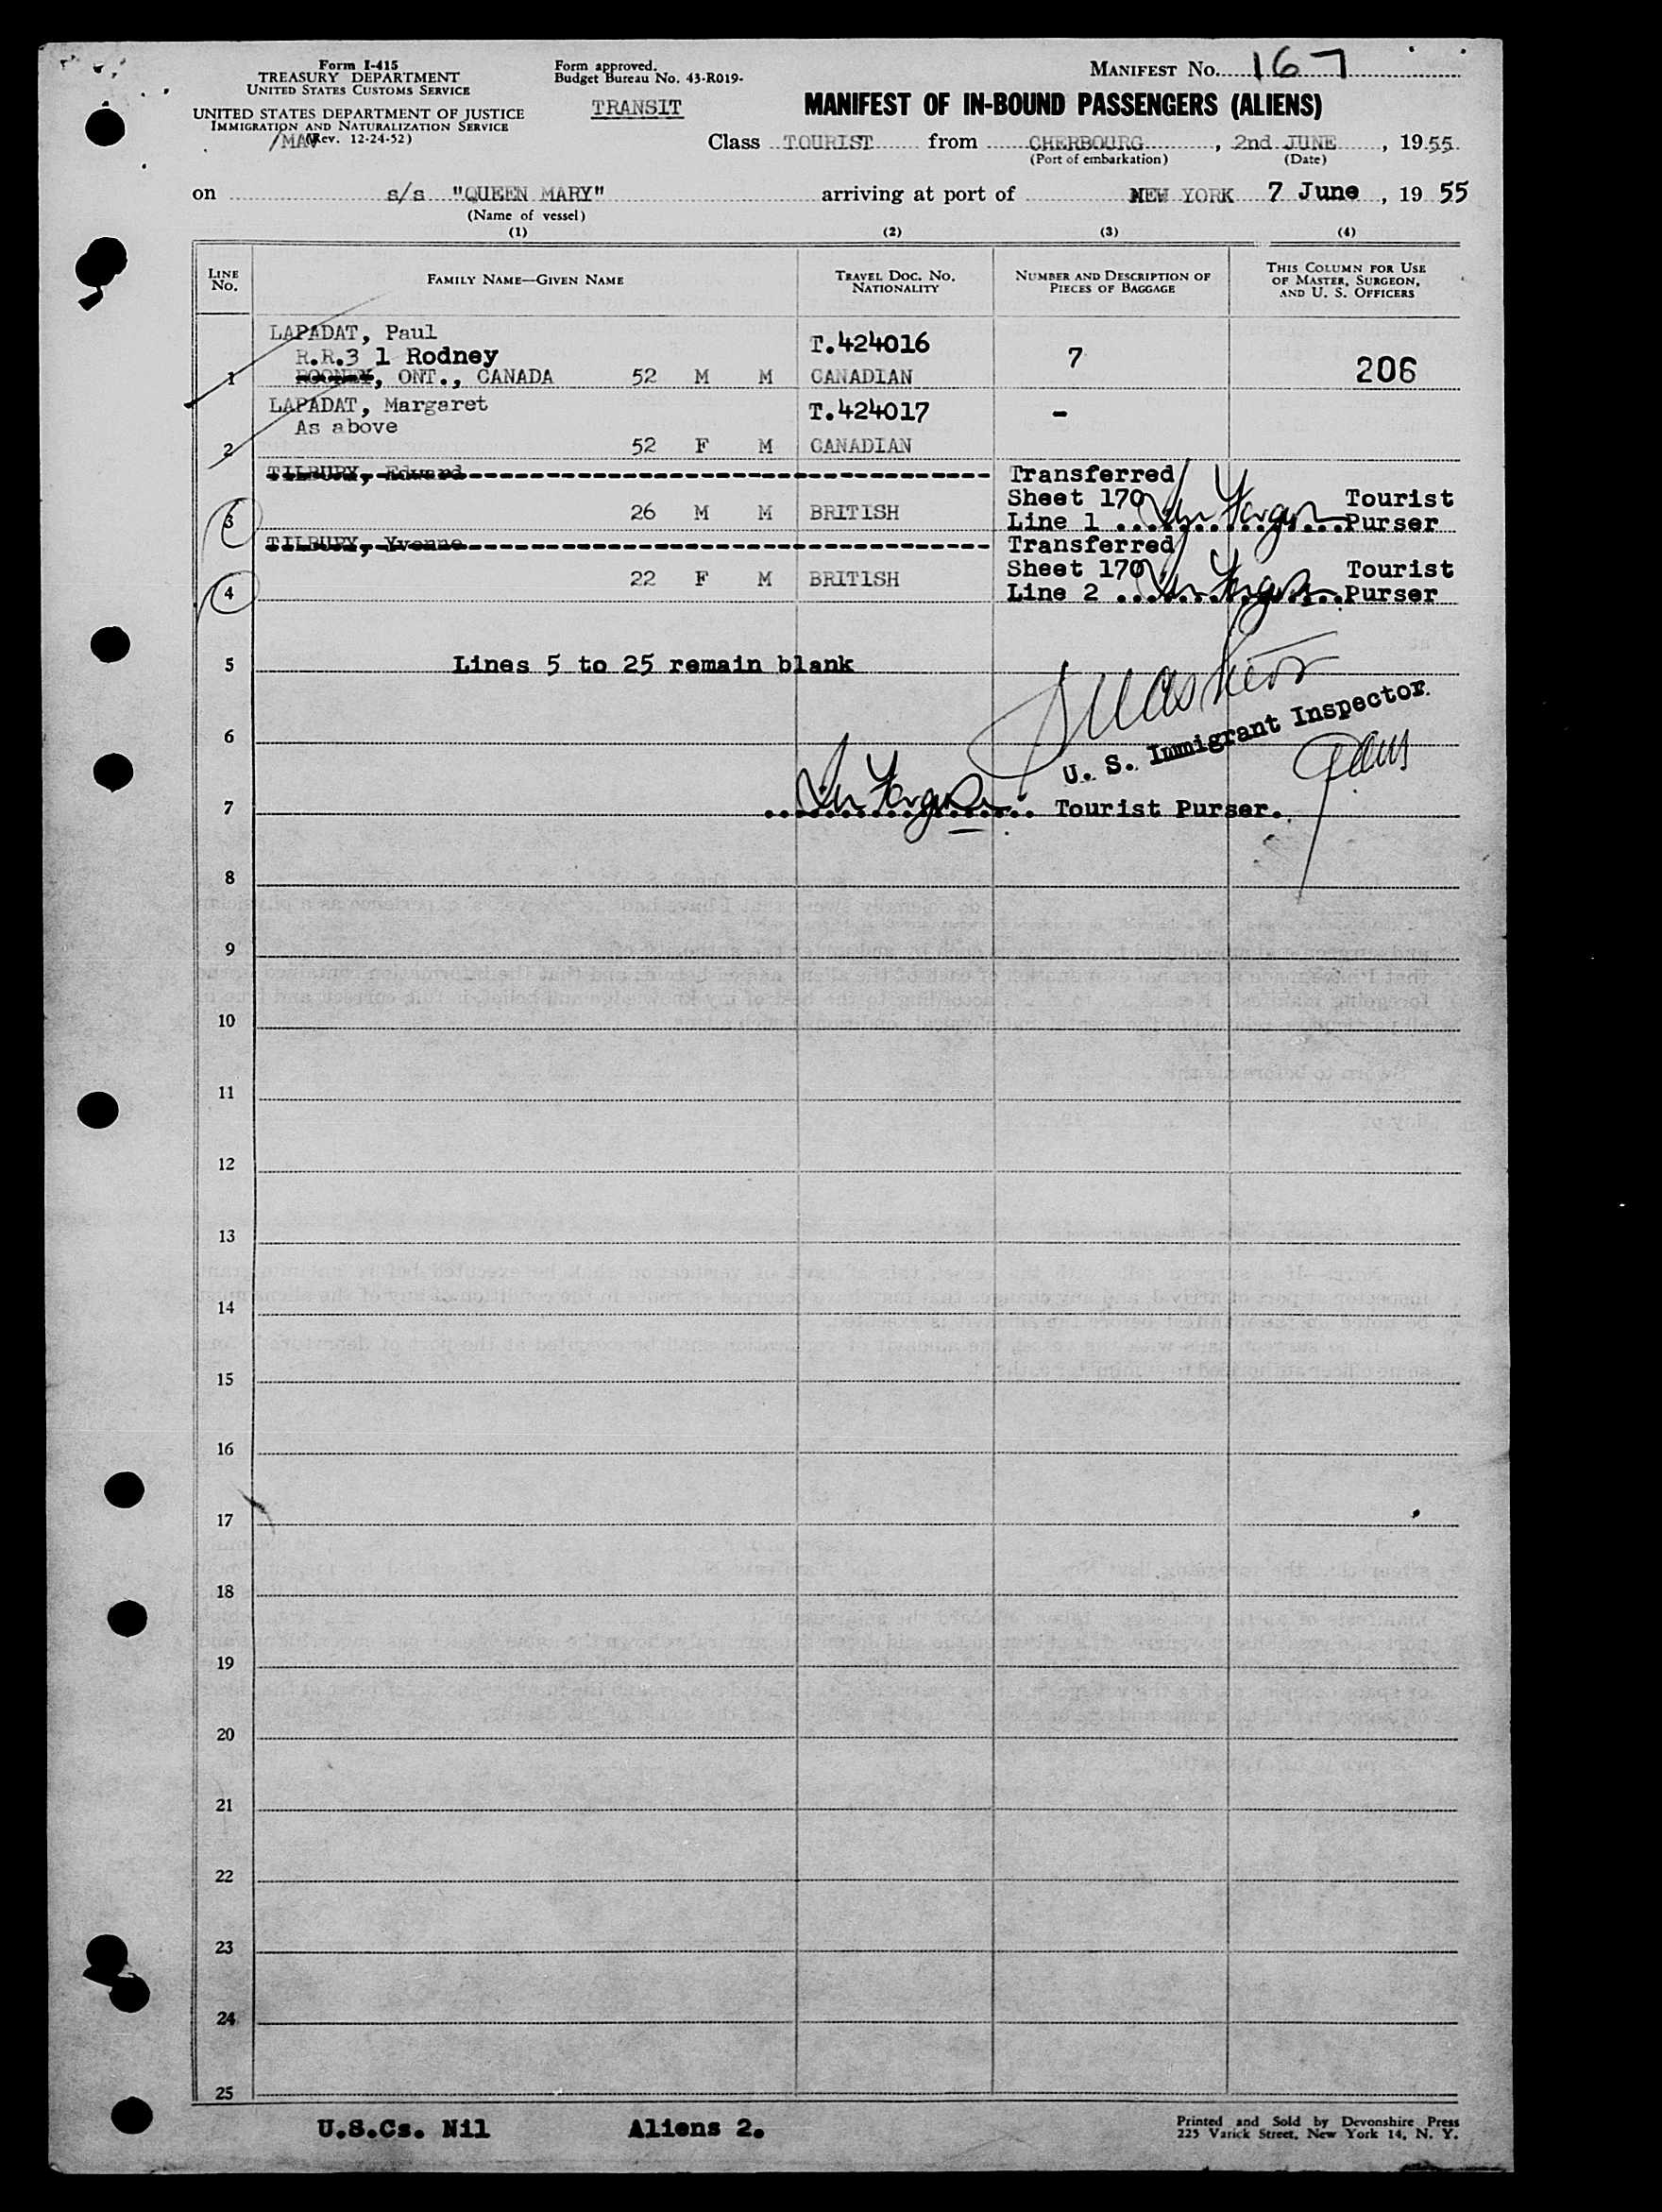 Form I-415
TREASURY DEPARTMENT
UNITED STATES CUSTOMS SERVICE
UNITED STATES DEPARTMENT OF JUSTICE
IMMIGRATION AND NATURALIZATION SERVICE
(Rev. 12-24-52)
/MAV
Form approved.
Budget Bureau No. 43-R019-
TRANSIT
MANIFEST NO. 167
MANIFEST OF IN-BOUND PASSENGERS (ALIENS)
Class TOURIST from CHERBOURG, 2nd JUNE, 1955
(Port of embarkation) (Date)
on s/s "QUEEN MARY" arriving at port of NEW YORK 7 June, 19 55
(Name of vessel)
(1) (2) (3) (4)
LINE NO. FAMILY NAME—GIVEN NAME TRAVEL DOC. NO. NATIONALITY NUMBER AND DESCRIPTION OF PIECES OF BAGGAGE THIS COLUMN FOR USE OF MASTER, SURGEON, AND U. S. OFFICERS
LAPADAT, Paul T.424016
R.R.3 1 Rodney 7 206
1 ROONEY, ONT., CANADA 52 M M CANADIAN
LAPADAT, Margaret T.424017 -
As above
2 52 F M CANADIAN
TILBURY, Edward Transferred
Sheet 170 Tourist
3 26 M M BRITISH Line 1 Purser
TILBURY, Yvonne Transferred
Sheet 170 Tourist
4 22 F M BRITISH Line 2 Purser
5 Lines 5 to 25 remain blank
U. S. Immigrant Inspector
6
7 Tourist Purser.
8
9
10
11
12
13
14
15
16
17
18
19
20
21
22
23
24
25
U.S.Cs. Nil Aliens 2.
Printed and Sold by Devonshire Press
225 Varick Street, New York 14, N. Y.